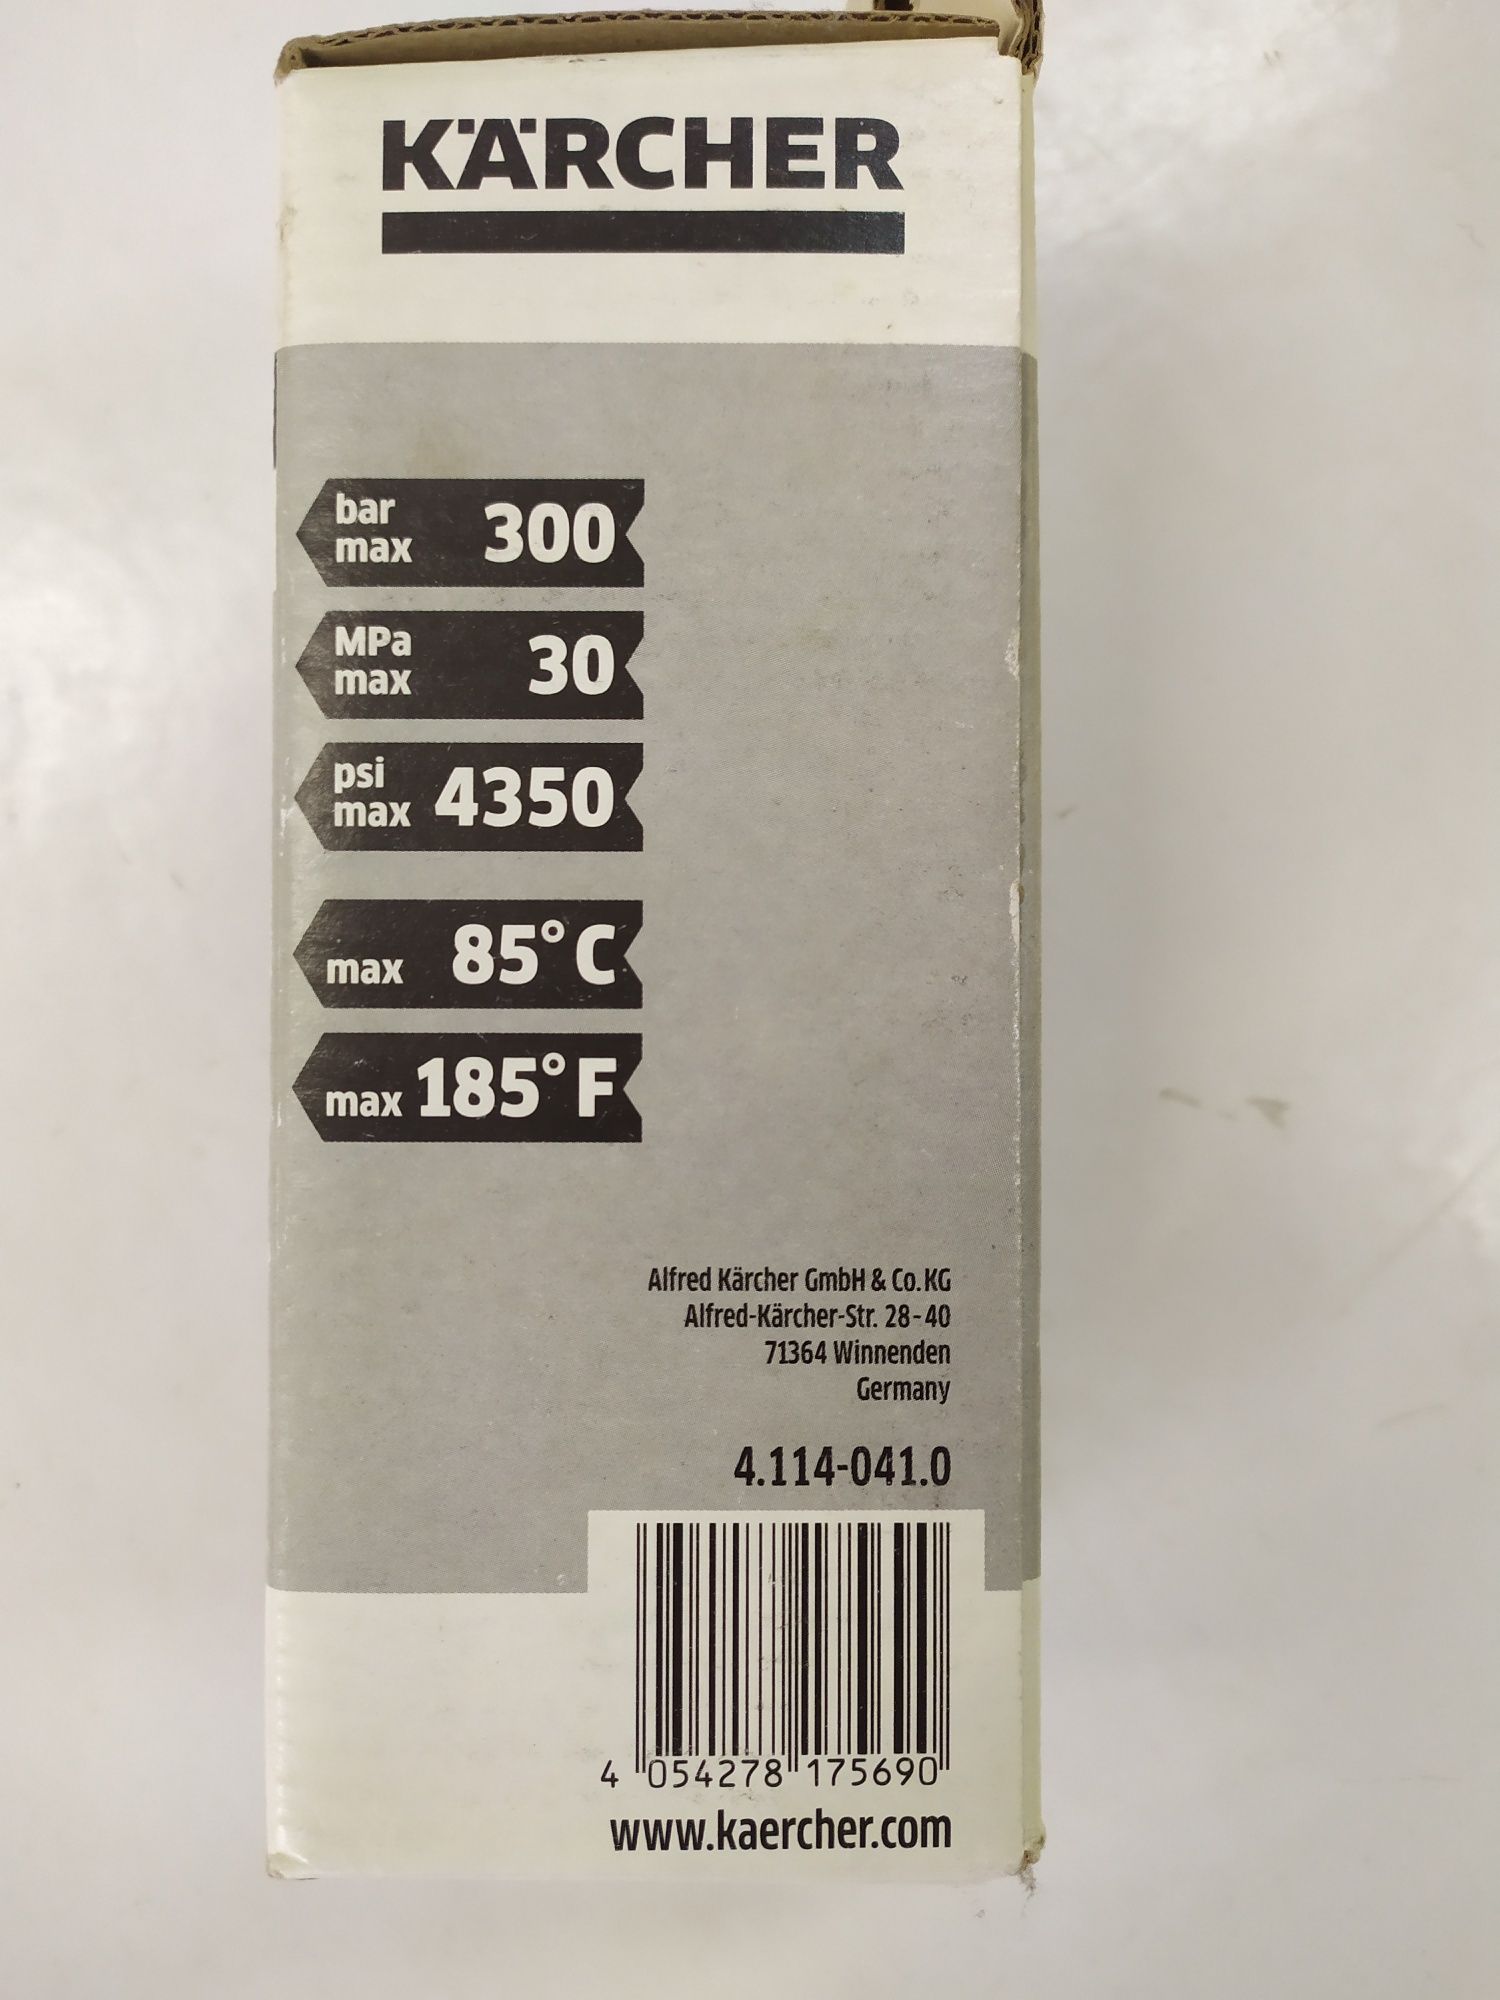 KÄRCHER
bar
max 300
MPa
max 30
psi
max 4350
max 85°C
max 185°F
Alfred Kärcher GmbH & Co. KG
Alfred-Kärcher-Str. 28-40
71364 Winnenden
Germany
4.114-041.0
4 054278 175690
www.kaercher.com